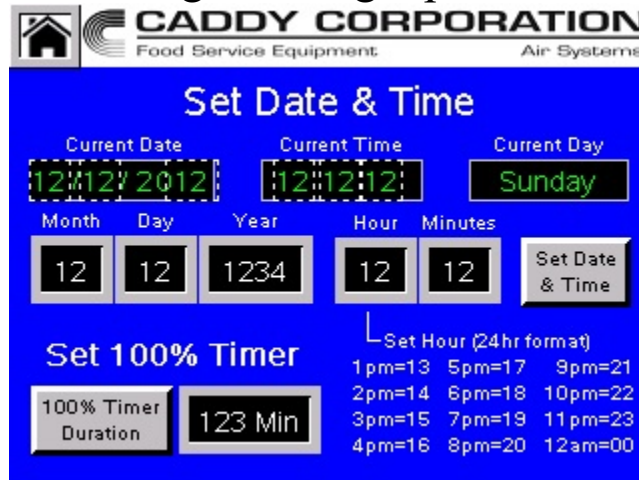 CADDY CORPORATION
Food Service Equipment Air Systems
Set Date & Time
Current Date Current Time Current Day
12/12/2012 12:12:12 Sunday
Month Day Year Hour Minutes
12 12 1234 12 12 Set Date
& Time
Set Hour (24hr format)
Set 100% Timer
1pm=13 5pm=17 9pm=21
2pm=14 6pm=18 10pm=22
100% Timer
Duration
123 Min
3pm=15 7pm=19 11pm=23
4pm=16 8pm=20 12am=00